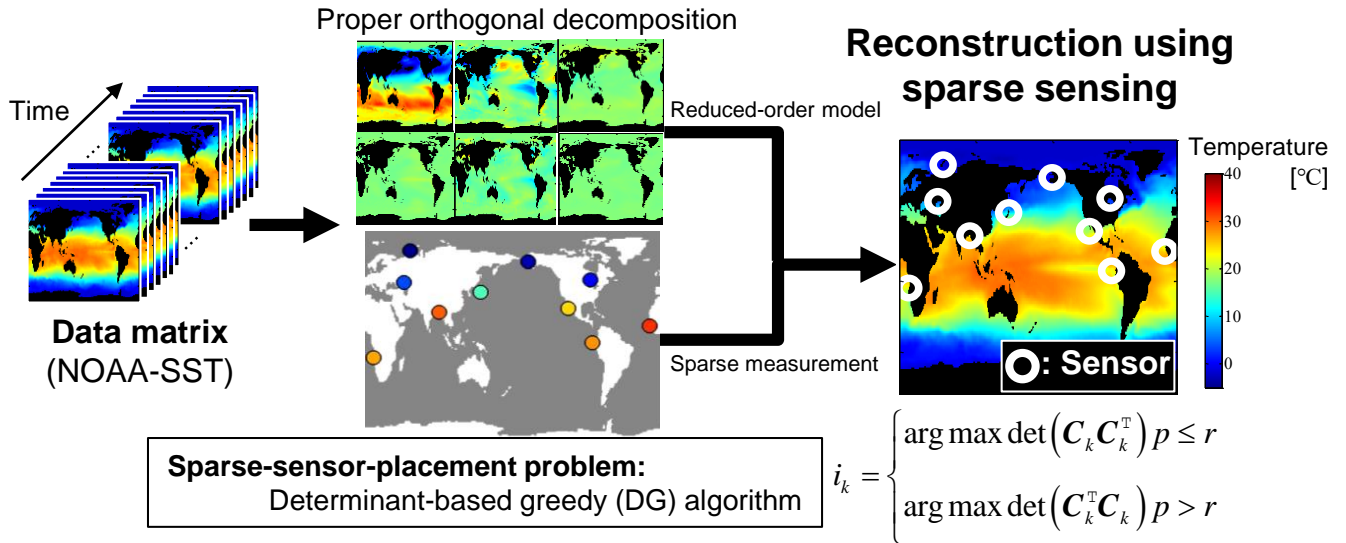 Proper orthogonal decomposition
Reconstruction using
sparse sensing
Time
Reduced-order model
Temperature
[°C]
40
30
20
10
0
Data matrix
(NOAA-SST)
Sparse measurement
: Sensor
Sparse-sensor-placement problem:
Determinant-based greedy (DG) algorithm
i_k = { arg max det(C_k C_k^T) p ≤ r
arg max det(C_k^T C_k) p > r